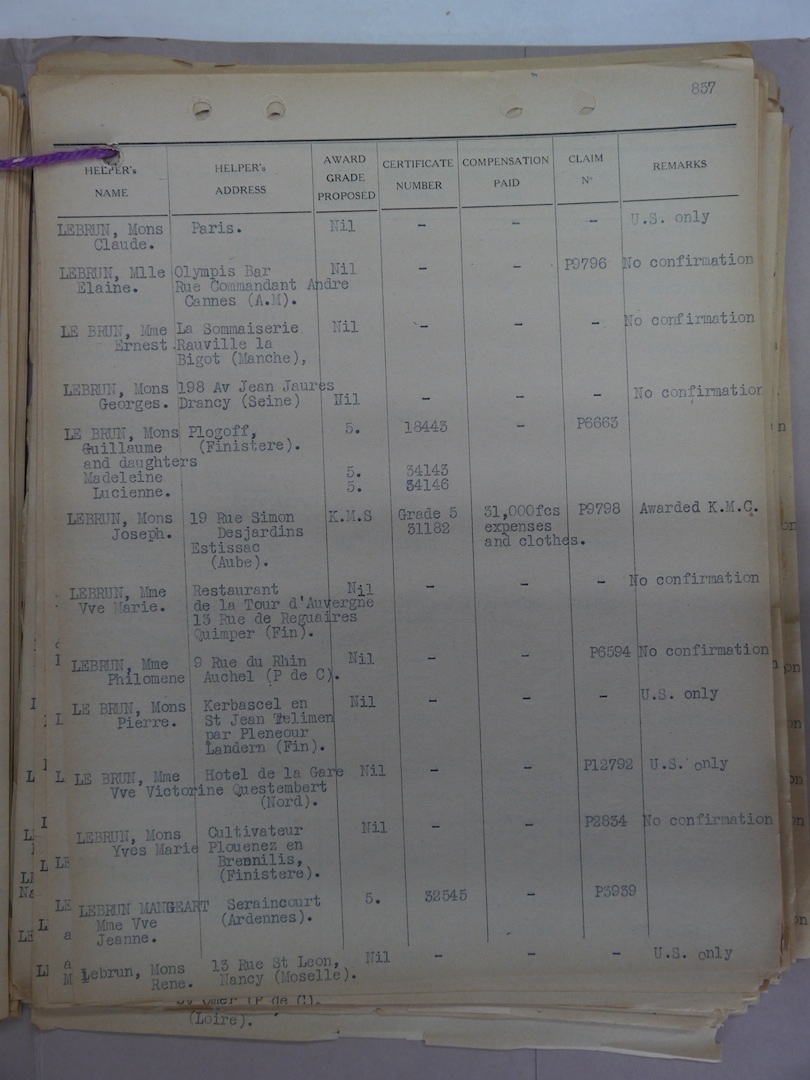 857
HELPER's NAME | HELPER's ADDRESS | AWARD GRADE PROPOSED | CERTIFICATE NUMBER | COMPENSATION PAID | CLAIM No | REMARKS
LEBRUN, Mons Paris. Nil - - - U.S. only
Claude.
LEBRUN, Mlle Olympis Bar Nil - - P9796 No confirmation
Elaine. Rue Commandant Andre
Cannes (A.M).
LE BRUN, Mme La Sommaiserie Nil - - - No confirmation
Ernest. Rauville la
Bigot (Manche),
LEBRUN, Mons 198 Av Jean Jaures No confirmation
Georges. Drancy (Seine) Nil - - -
LE BRUN, Mons Plogoff, 5. 18443 - P6663
Guillaume (Finistere).
and daughters
Madeleine 5. 34143
Lucienne. 5. 34146
LEBRUN, Mons 19 Rue Simon K.M.S Grade 5 31,000fcs P9798 Awarded K.M.C.
Joseph. Desjardins 31182 expenses
Estissac and clothes.
(Aube).
LEBRUN, Mme Restaurant Nil - - - No confirmation
Vve Marie. de la Tour d'Auvergne
13 Rue de Reguaires
Quimper (Fin).
LEBRUN, Mme 9 Rue du Rhin Nil - - P6594 No confirmation
Philomene Auchel (P de C).
LE BRUN, Mons Kerbascel en Nil - - - U.S. only
Pierre. St Jean Telimen
par Pleneour
Landern (Fin).
LE BRUN, Mme Hotel de la Gare Nil - - P12792 U.S. only
Vve Victorine Questembert
(Nord).
LEBRUN, Mons Cultivateur Nil - - P2834 No confirmation
Yves Marie Plouenez en
Brennilis,
(Finistere).
LEBRUN MANGEART Seraincourt 5. 32545 - P3939
Mme Vve (Ardennes).
Jeanne.
Lebrun, Mons 13 Rue St Leon, Nil - - - U.S. only
Rene. Nancy (Moselle).
St Omer (P de C).
(Loire).